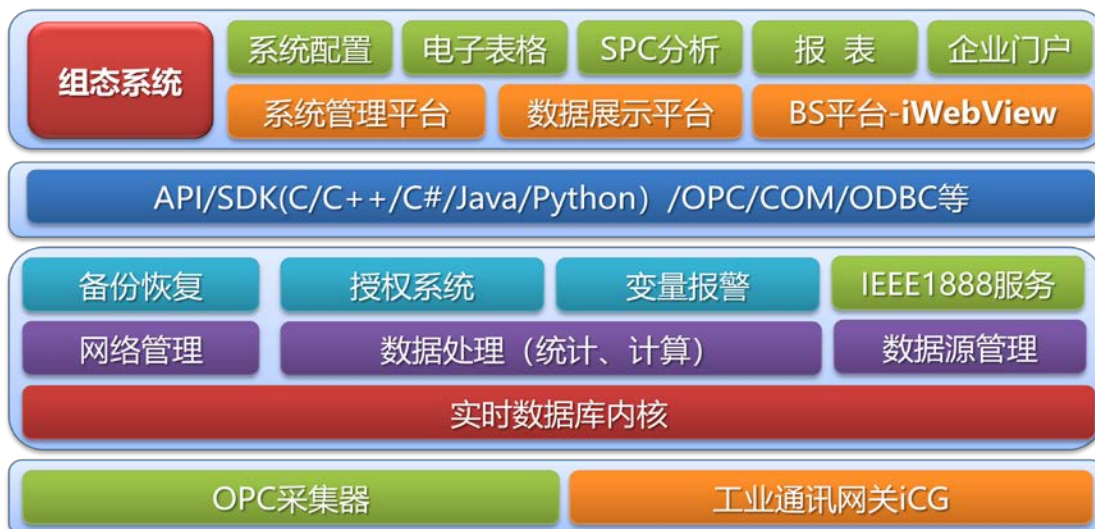 组态系统
系统配置 电子表格 SPC分析 报 表 企业门户
系统管理平台 数据展示平台 BS平台-iWebView
API/SDK(C/C++/C#/Java/Python）/OPC/COM/ODBC等
备份恢复 授权系统 变量报警 IEEE1888服务
网络管理 数据处理（统计、计算） 数据源管理
实时数据库内核
OPC采集器 工业通讯网关iCG